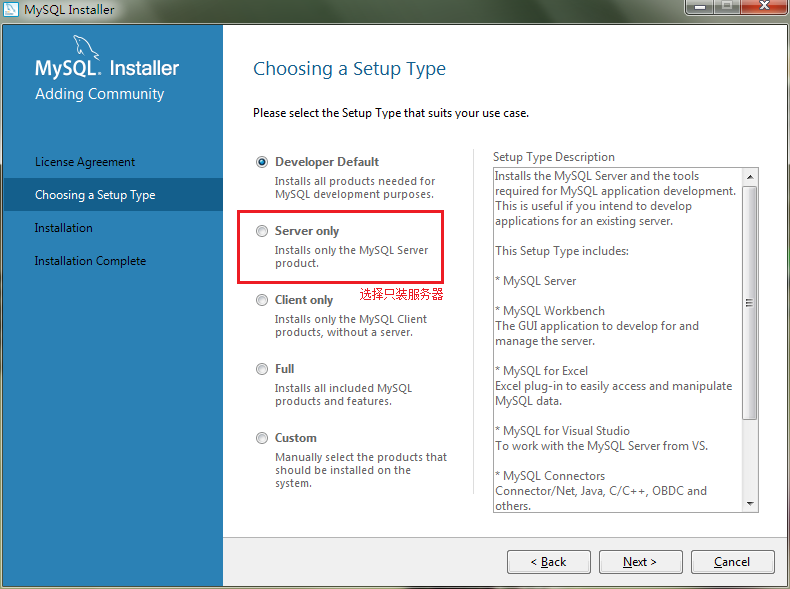 MySQL Installer
MySQL. Installer
Adding Community
License Agreement
Choosing a Setup Type
Installation
Installation Complete
Choosing a Setup Type
Please select the Setup Type that suits your use case.
Developer Default
Installs all products needed for
MySQL development purposes.
Server only
Installs only the MySQL Server
product.
选择只装服务器
Client only
Installs only the MySQL Client
products, without a server.
Full
Installs all included MySQL
products and features.
Custom
Manually select the products that
should be installed on the
system.
Setup Type Description
Installs the MySQL Server and the tools
required for MySQL application development.
This is useful if you intend to develop
applications for an existing server.
This Setup Type includes:
* MySQL Server
* MySQL Workbench
The GUI application to develop for and
manage the server.
* MySQL for Excel
Excel plug-in to easily access and manipulate
MySQL data.
* MySQL for Visual Studio
To work with the MySQL Server from VS.
* MySQL Connectors
Connector/Net, Java, C/C++, OBDC and
others.
< Back
Next >
Cancel